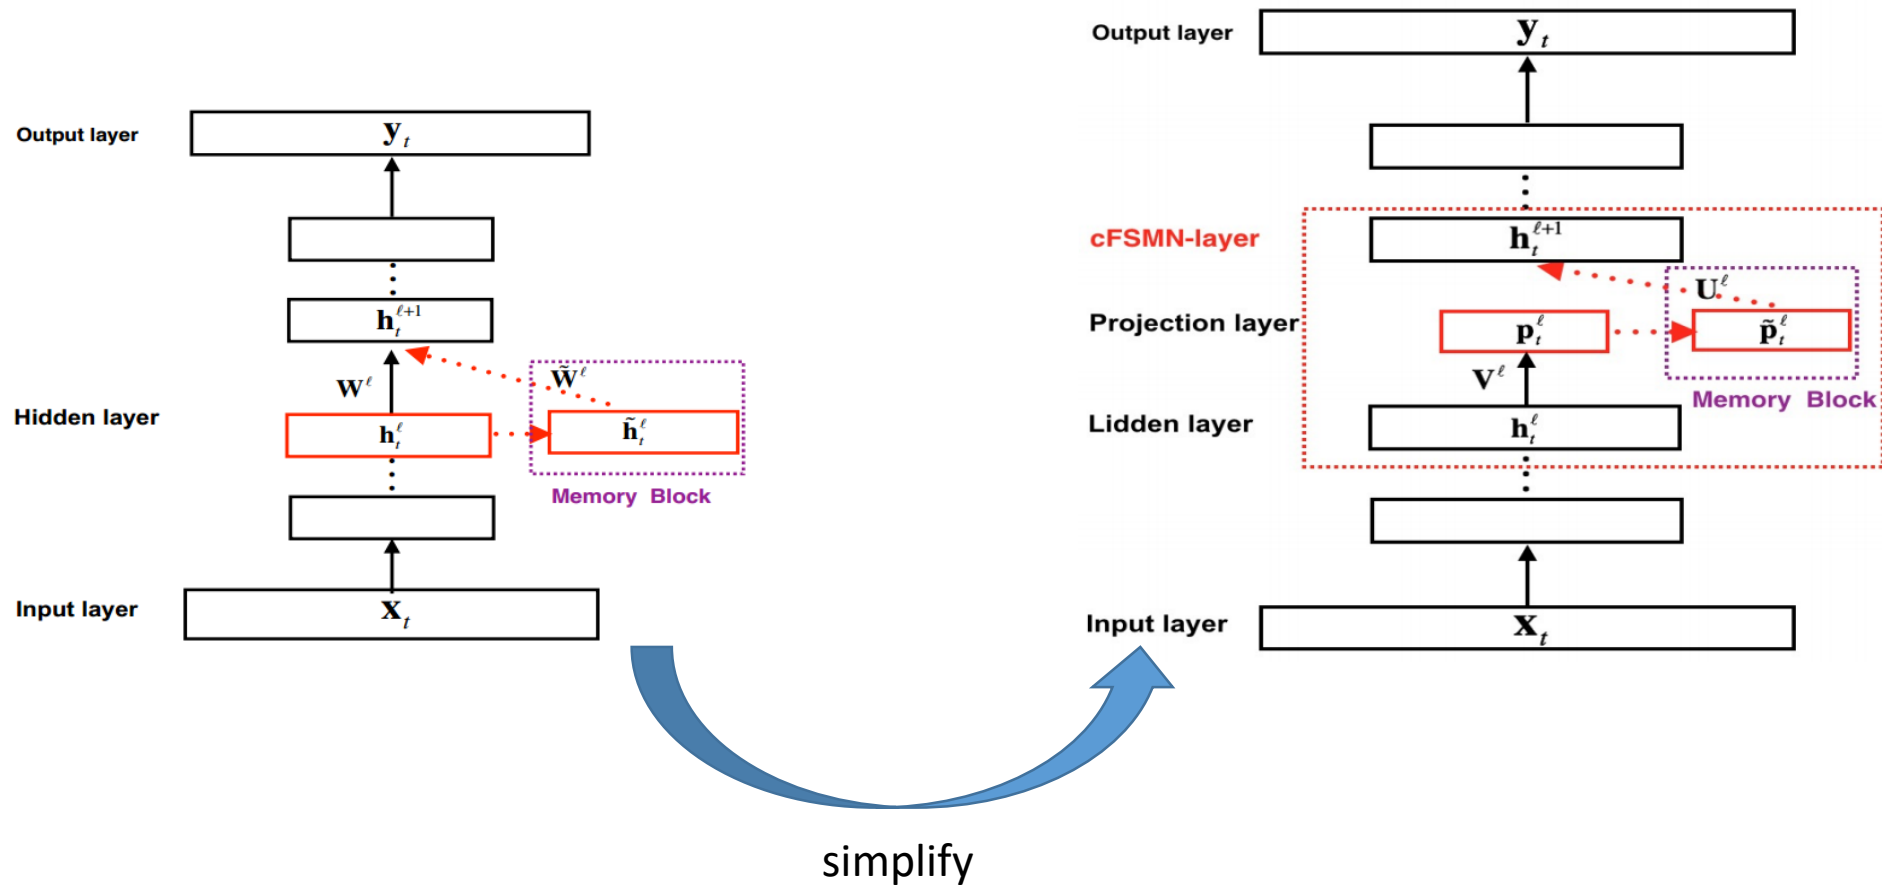 Output layer
y_t
h_t^{ℓ+1}
W^ℓ
W̃^ℓ
Hidden layer
h_t^ℓ
h̃_t^ℓ
Memory Block
Input layer
x_t
Output layer
y_t
cFSMN-layer
h_t^{ℓ+1}
U^ℓ
Projection layer
p_t^ℓ
p̃_t^ℓ
V^ℓ
Memory Block
Lidden layer
h_t^ℓ
Input layer
x_t
simplify